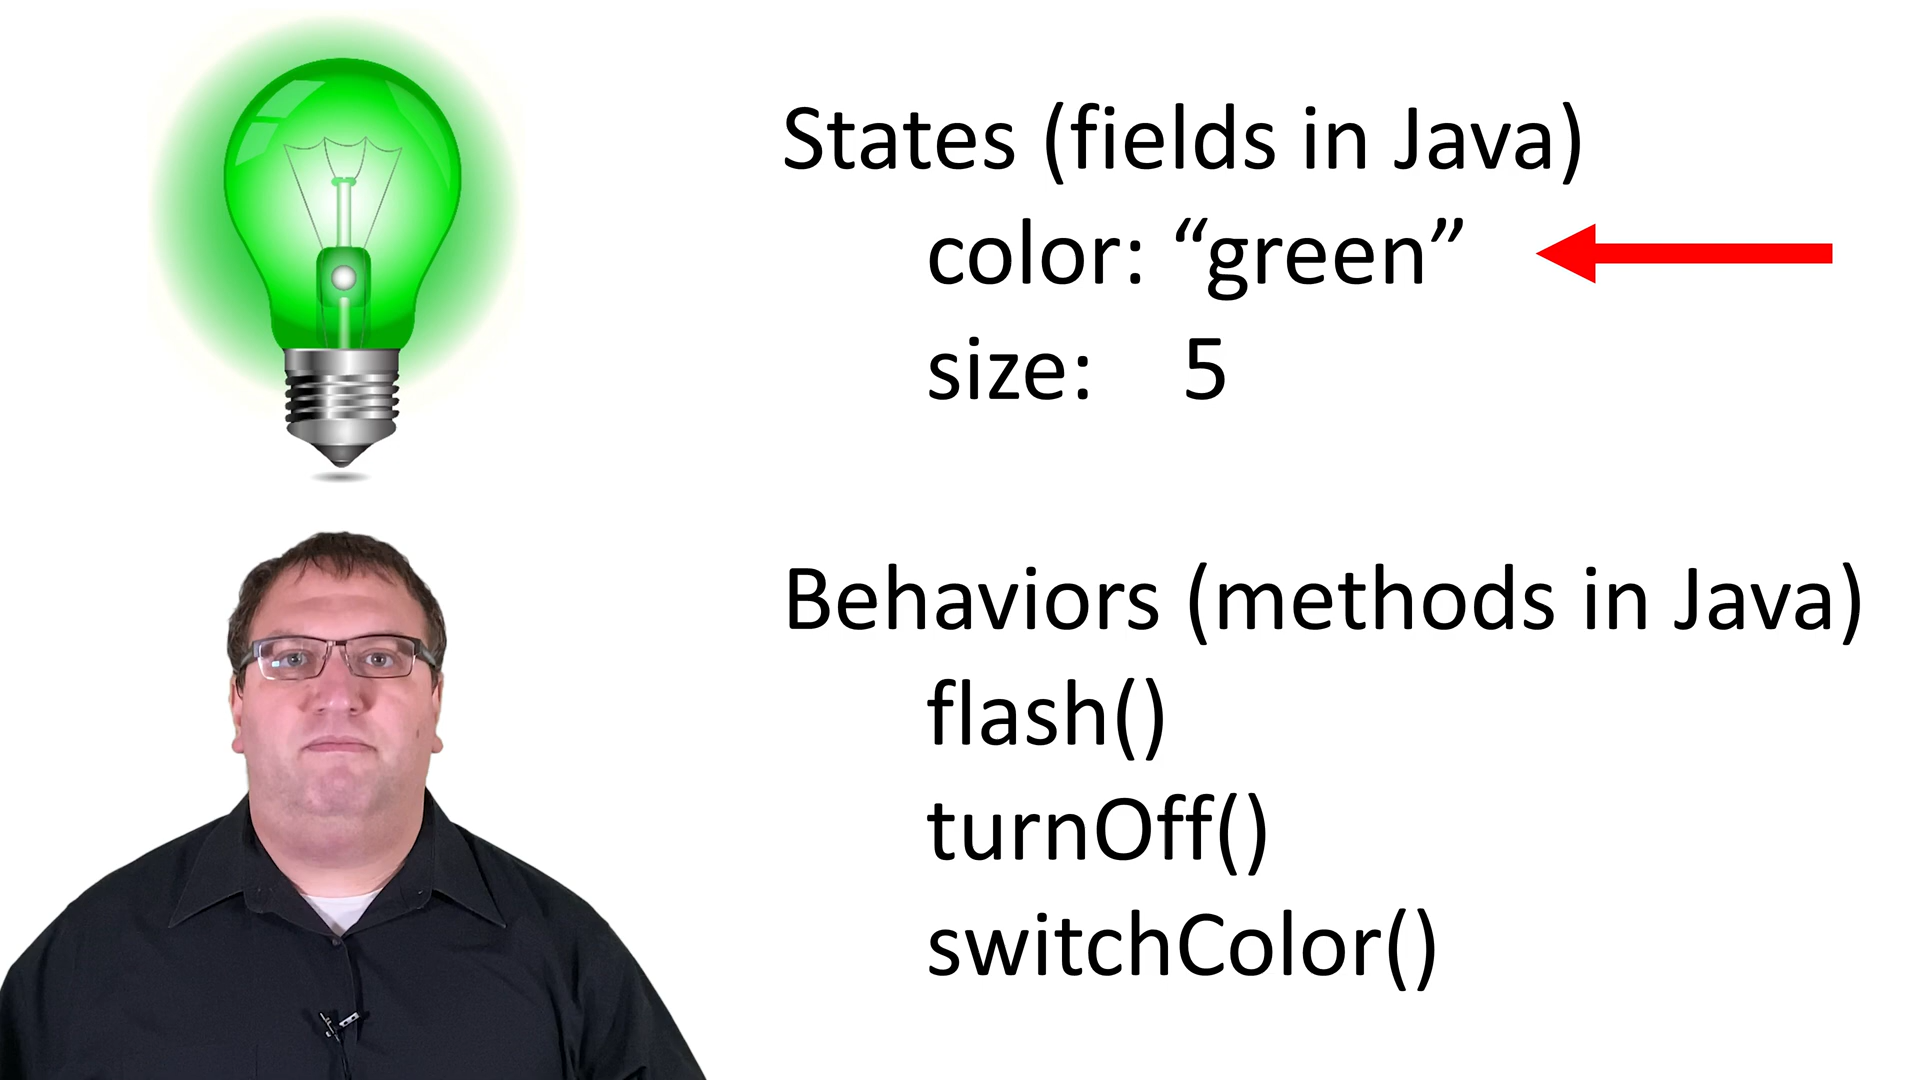 States (fields in Java)
color: “green”
size: 5
Behaviors (methods in Java)
flash()
turnOff()
switchColor()